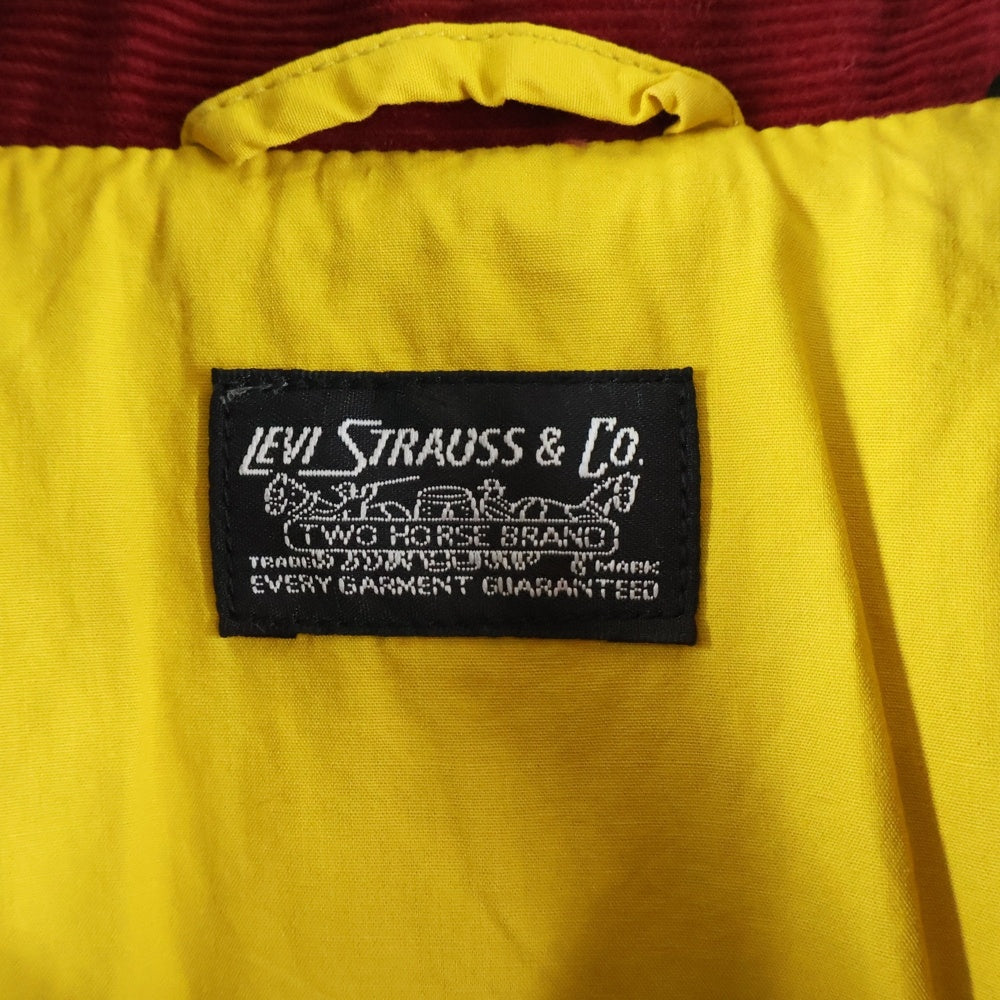 LEVI STRAUSS & CO.
TWO HORSE BRAND
TRADE MARK
EVERY GARMENT GUARANTEED